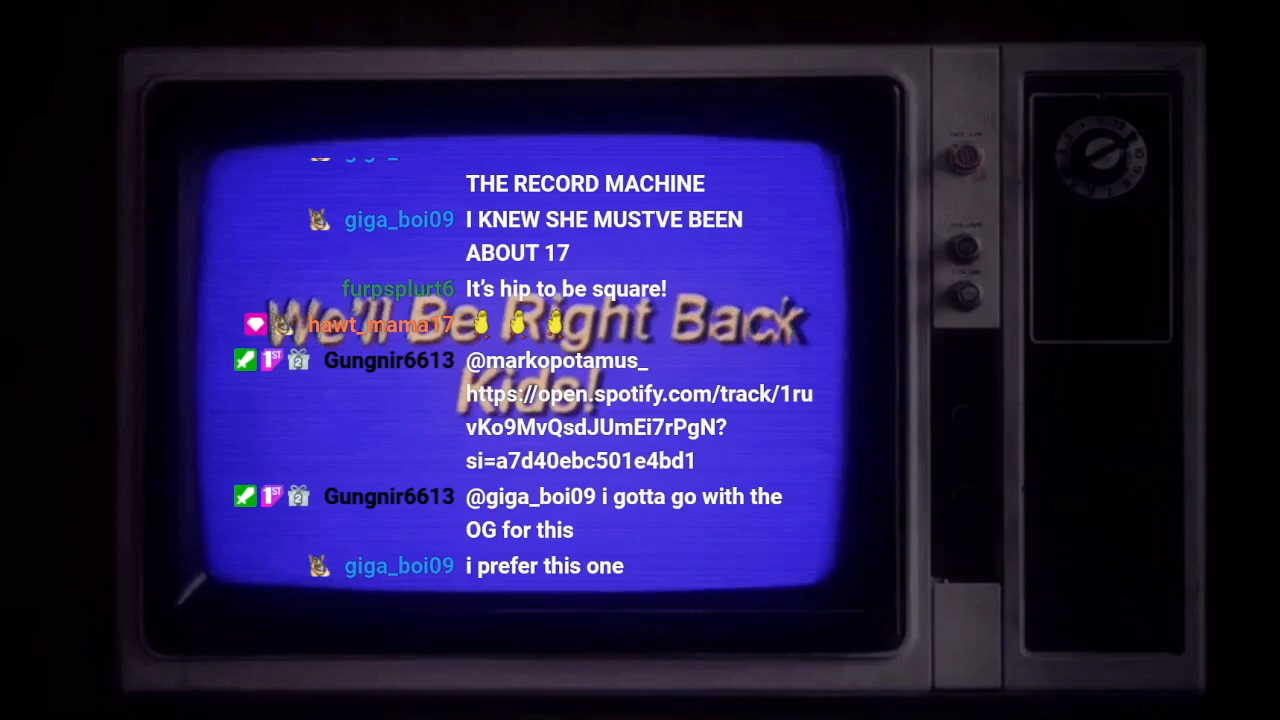 THE RECORD MACHINE
giga_boi09 I KNEW SHE MUSTVE BEEN
ABOUT 17
furpsplurt6 It's hip to be square!
We'll Be Right Back
hawt_mama17
Gungnir6613 @markopotamus_
Kids!
https://open.spotify.com/track/1ru
vKo9MvQsdJUmEi7rPgN?
si=a7d40ebc501e4bd1
Gungnir6613 @giga_boi09 i gotta go with the
OG for this
giga_boi09 i prefer this one